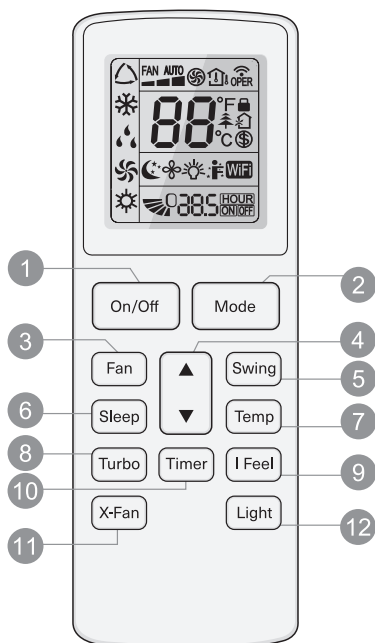 FAN AUTO
OPER
88 °F
°C
WiFi
038.5 HOUR
ON OFF
1
2
On/Off Mode
3
4
Fan Swing
5
6
Sleep Temp
7
8
Turbo Timer I Feel
9
10
X-Fan Light
11
12